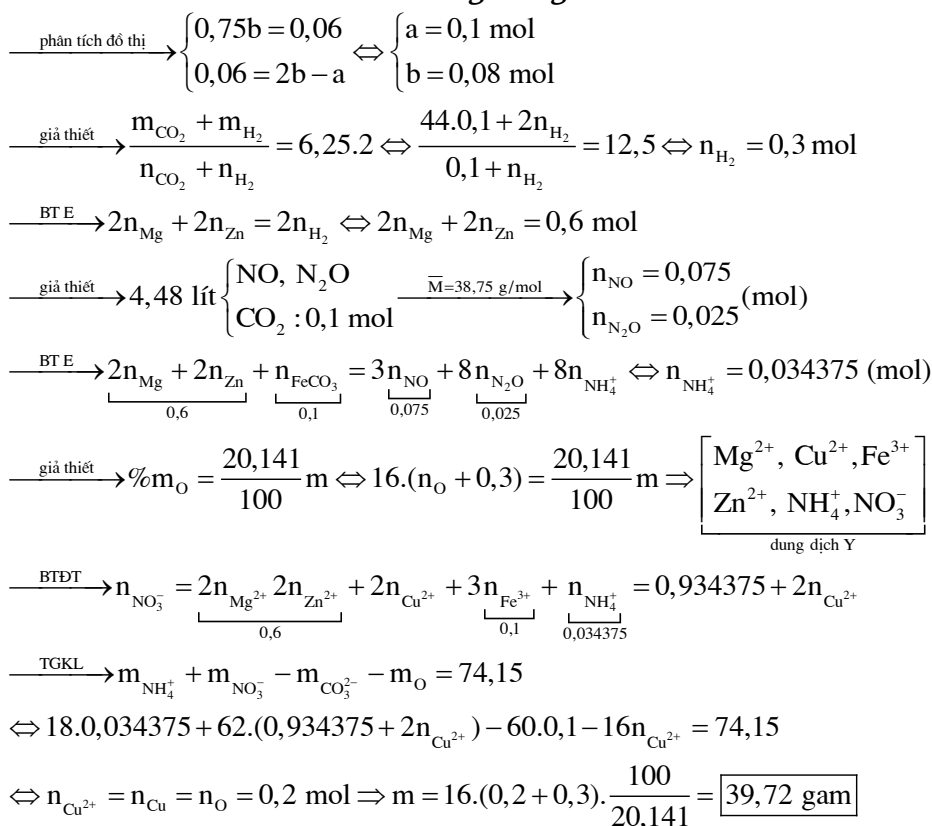 phân tích đồ thị → { 0,75b = 0,06 ; 0,06 = 2b − a ⇔ { a = 0,1 mol ; b = 0,08 mol
giả thiết → (m_CO₂ + m_H₂)/(n_CO₂ + n_H₂) = 6,25.2 ⇔ (44.0,1 + 2n_H₂)/(0,1 + n_H₂) = 12,5 ⇔ n_H₂ = 0,3 mol
BT E → 2n_Mg + 2n_Zn = 2n_H₂ ⇔ 2n_Mg + 2n_Zn = 0,6 mol
giả thiết → 4,48 lít { NO, N₂O ; CO₂ : 0,1 mol M̄=38,75 g/mol → { n_NO = 0,075 ; n_N₂O = 0,025 (mol)
BT E → 2n_Mg + 2n_Zn + n_FeCO₃ = 3n_NO + 8n_N₂O + 8n_NH₄⁺ ⇔ n_NH₄⁺ = 0,034375 (mol)
0,6 0,1 0,075 0,025
giả thiết → %m_O = 20,141/100 m ⇔ 16.(n_O + 0,3) = 20,141/100 m ⇒ [ Mg²⁺, Cu²⁺,Fe³⁺ ; Zn²⁺, NH₄⁺,NO₃⁻ ]
dung dịch Y
BTĐT → n_NO₃⁻ = 2n_Mg²⁺ 2n_Zn²⁺ + 2n_Cu²⁺ + 3n_Fe³⁺ + n_NH₄⁺ = 0,934375 + 2n_Cu²⁺
0,6 0,1 0,034375
TGKL → m_NH₄⁺ + m_NO₃⁻ − m_CO₃²⁻ − m_O = 74,15
⇔ 18.0,034375 + 62.(0,934375 + 2n_Cu²⁺) − 60.0,1 − 16n_Cu²⁺ = 74,15
⇔ n_Cu²⁺ = n_Cu = n_O = 0,2 mol ⇒ m = 16.(0,2 + 0,3).100/20,141 = 39,72 gam